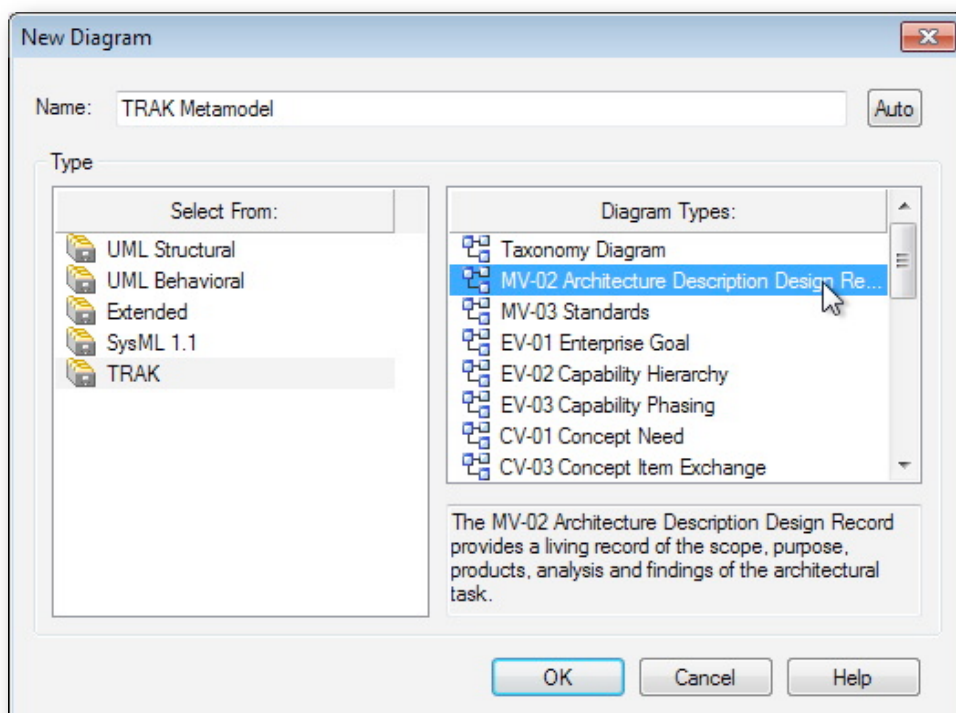 New Diagram
Name: TRAK Metamodel Auto
Type
Select From:
UML Structural
UML Behavioral
Extended
SysML 1.1
TRAK
Diagram Types:
Taxonomy Diagram
MV-02 Architecture Description Design Re...
MV-03 Standards
EV-01 Enterprise Goal
EV-02 Capability Hierarchy
EV-03 Capability Phasing
CV-01 Concept Need
CV-03 Concept Item Exchange
The MV-02 Architecture Description Design Record
provides a living record of the scope, purpose,
products, analysis and findings of the architectural
task.
OK Cancel Help